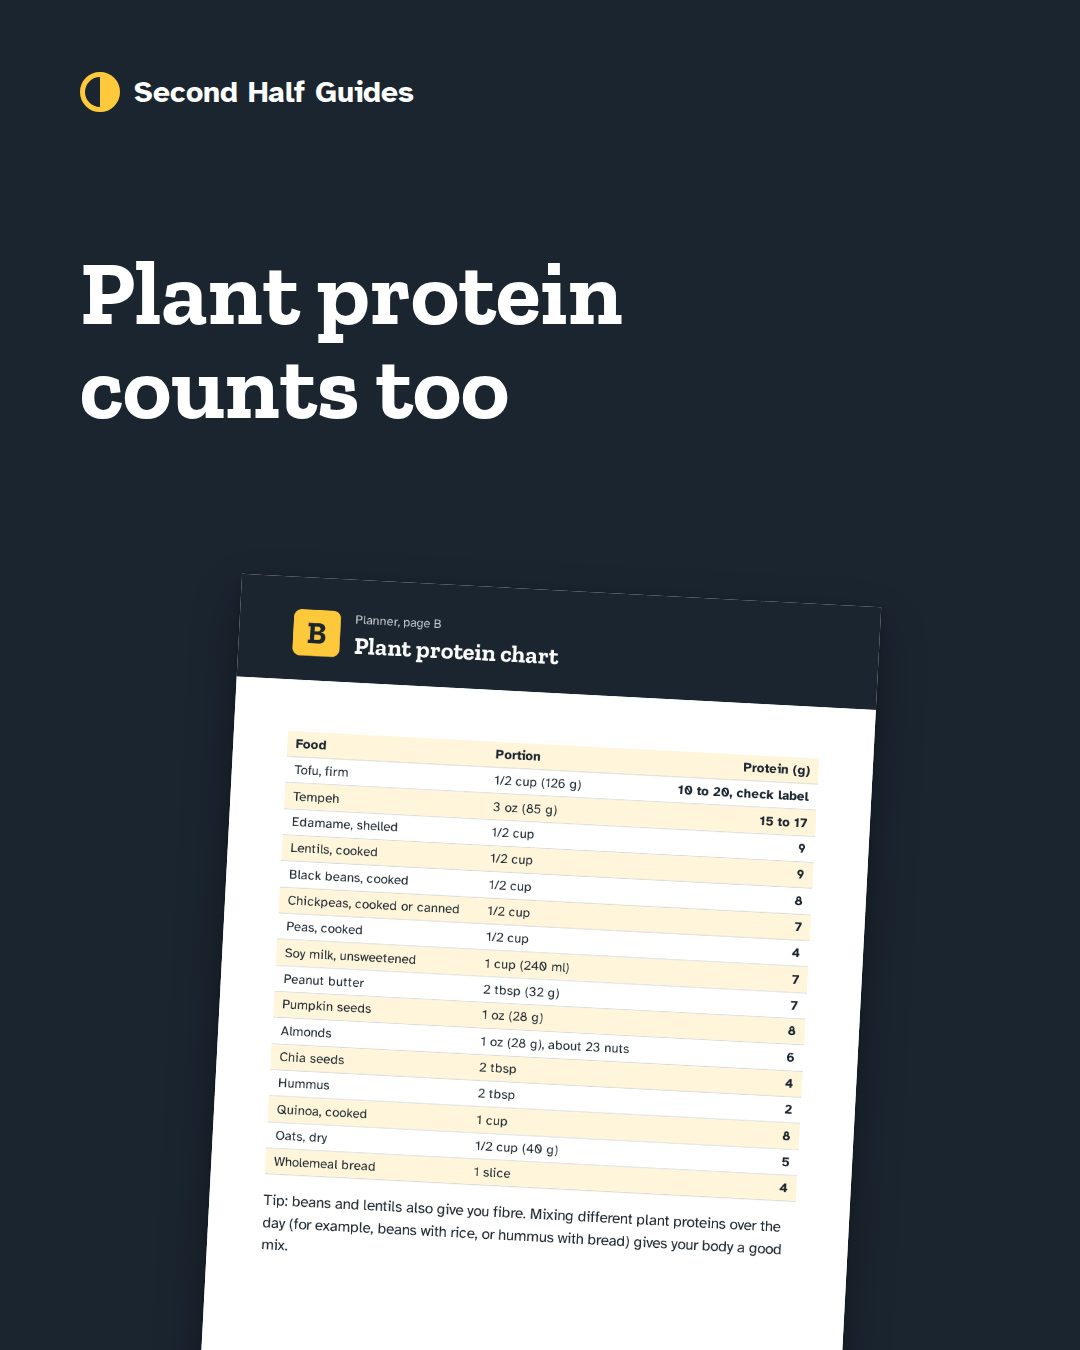 Second Half Guides
Plant protein
counts too
B
Planner, page B
Plant protein chart
Food Portion Protein (g)
Tofu, firm 1/2 cup (126 g) 10 to 20, check label
Tempeh 3 oz (85 g) 15 to 17
Edamame, shelled 1/2 cup 9
Lentils, cooked 1/2 cup 9
Black beans, cooked 1/2 cup 8
Chickpeas, cooked or canned 1/2 cup 7
Peas, cooked 1/2 cup 4
Soy milk, unsweetened 1 cup (240 ml) 7
Peanut butter 2 tbsp (32 g) 7
Pumpkin seeds 1 oz (28 g) 8
Almonds 1 oz (28 g), about 23 nuts 6
Chia seeds 2 tbsp 4
Hummus 2 tbsp 2
Quinoa, cooked 1 cup 8
Oats, dry 1/2 cup (40 g) 5
Wholemeal bread 1 slice 4
Tip: beans and lentils also give you fibre. Mixing different plant proteins over the
day (for example, beans with rice, or hummus with bread) gives your body a good
mix.